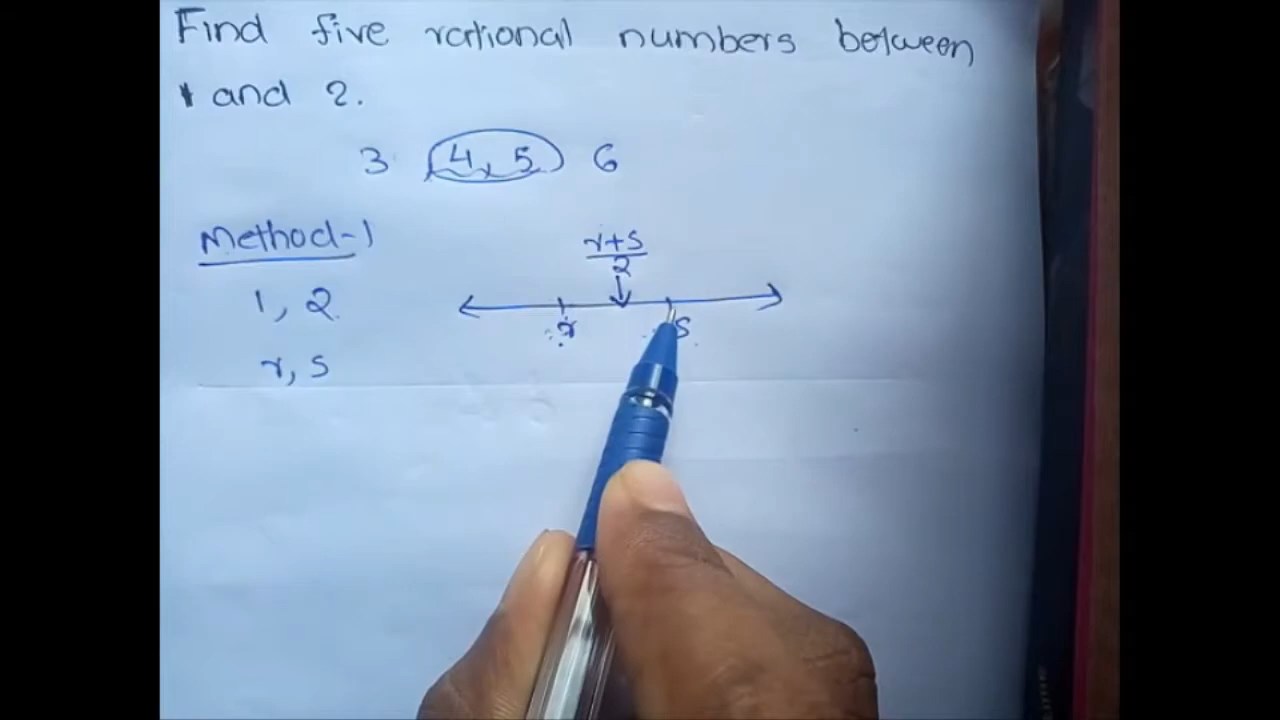 Find five rational numbers between
1 and 2.
3 4, 5 6
Method-1
r+s
2
1, 2
r s
r, s